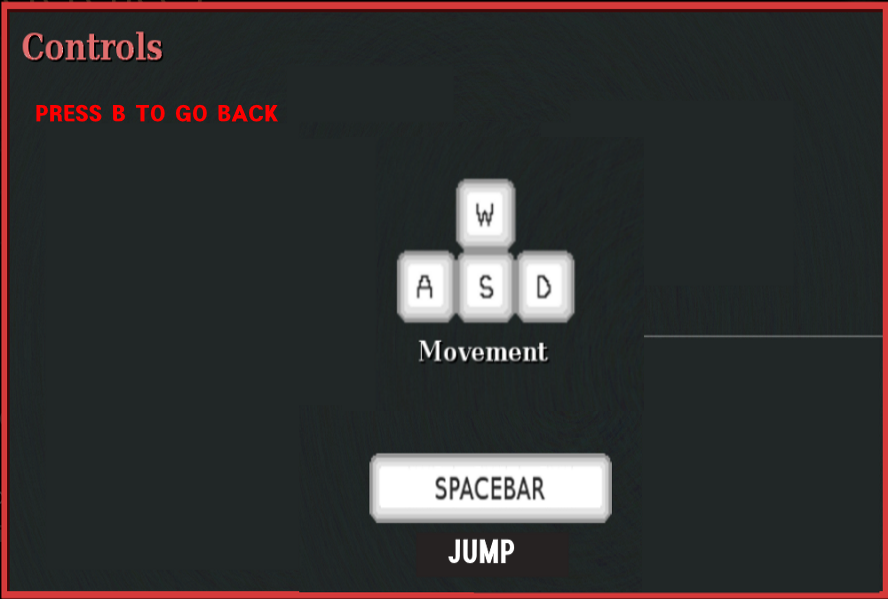 Controls
PRESS B TO GO BACK
W
A S D
Movement
SPACEBAR
JUMP